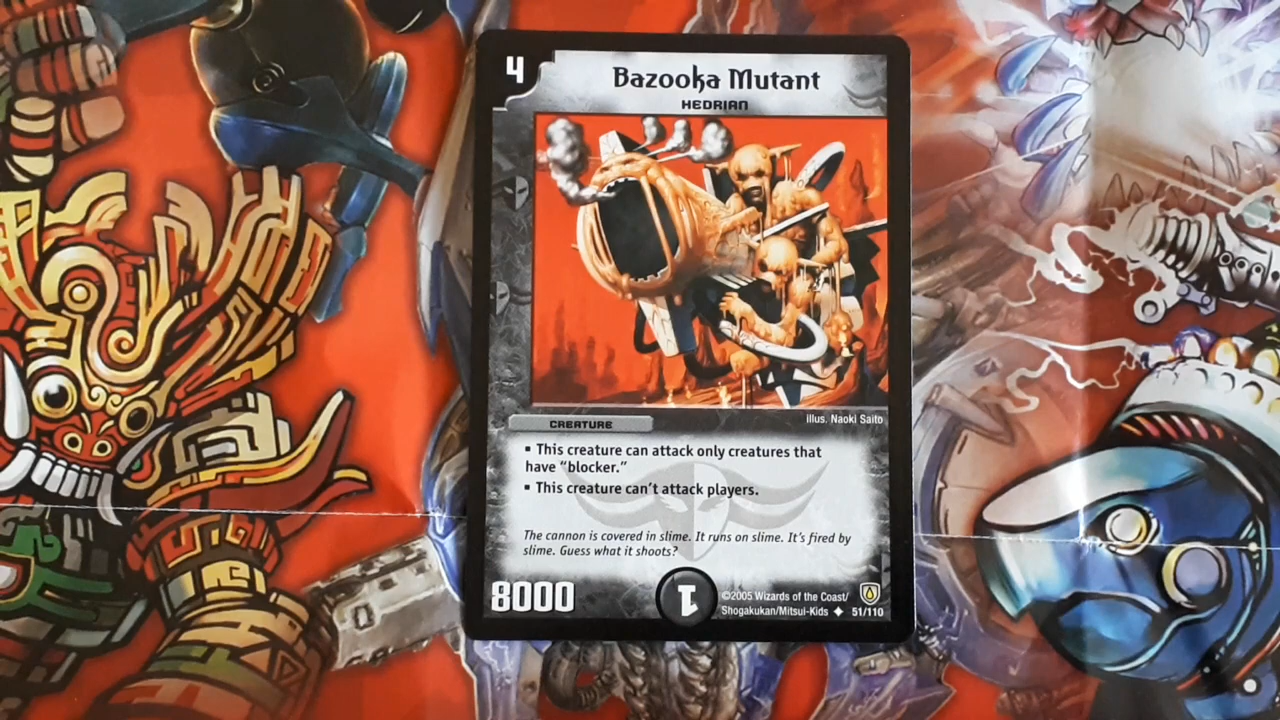 4
Bazooka Mutant
HEDRIAN
illus. Naoki Saito
CREATURE
▪ This creature can attack only creatures that
have “blocker.”
▪ This creature can’t attack players.
The cannon is covered in slime. It runs on slime. It’s fired by
slime. Guess what it shoots?
8000
1
©2005 Wizards of the Coast/
Shogakukan/Mitsui-Kids ◆ 51/110